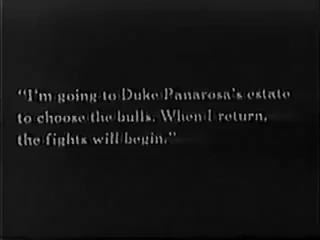 "I'm going to Duke Panarosa's estate
to choose the bulls. When I return,
the fights will begin."